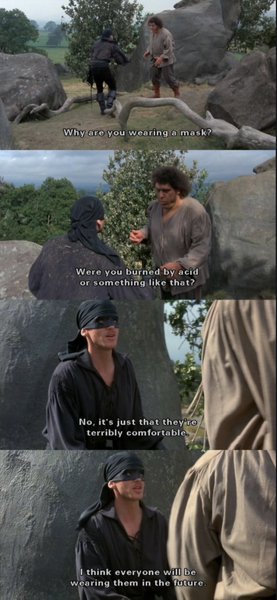 Why are you wearing a mask?
Were you burned by acid
or something like that?
No, it's just that they're
terribly comfortable.
I think everyone will be
wearing them in the future.